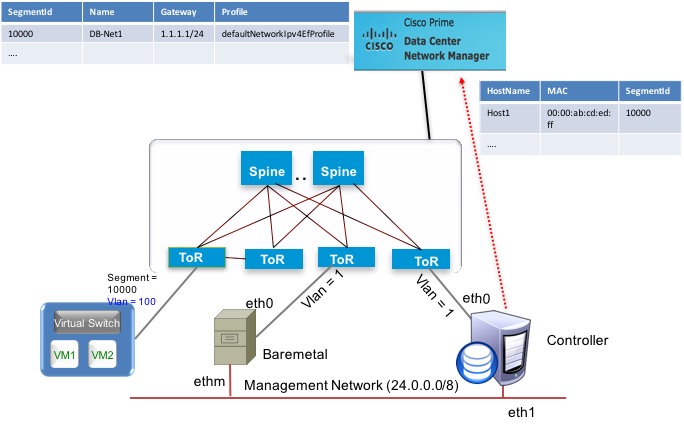 SegmentId Name Gateway Profile
10000 DB-Net1 1.1.1.1/24 defaultNetworkIpv4EfProfile
....
CISCO
Cisco Prime
Data Center
Network Manager
HostName MAC SegmentId
Host1 00:00:ab:cd:ed: 10000
ff
....
Spine .. Spine
ToR ToR ToR ToR
Segment =
10000
Vlan = 100
Virtual Switch
VM1 VM2
eth0
Vlan = 1
Vlan = 1
eth0
Baremetal
Controller
ethm
Management Network (24.0.0.0/8)
eth1